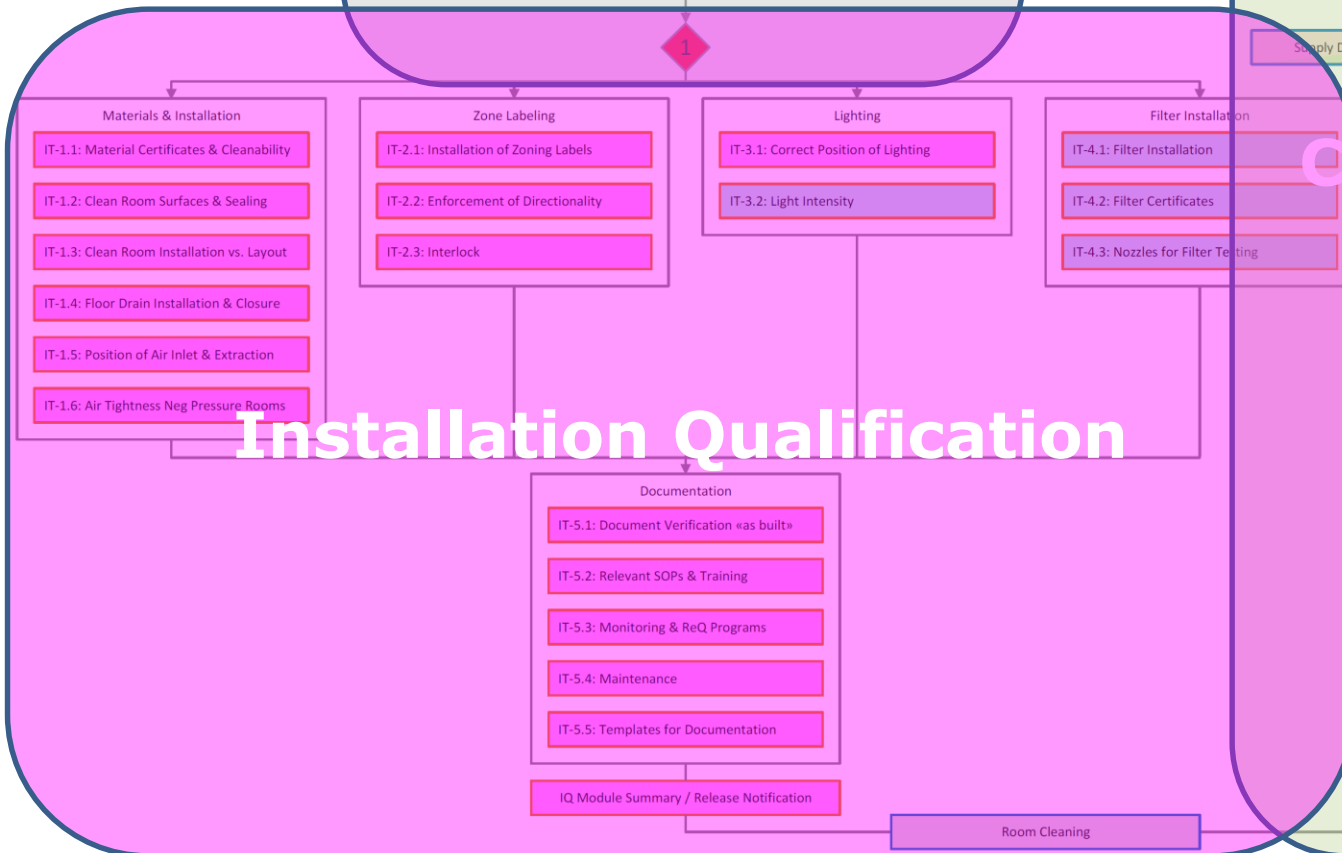 1
Supply D
Materials & Installation
IT-1.1: Material Certificates & Cleanability
IT-1.2: Clean Room Surfaces & Sealing
IT-1.3: Clean Room Installation vs. Layout
IT-1.4: Floor Drain Installation & Closure
IT-1.5: Position of Air Inlet & Extraction
IT-1.6: Air Tightness Neg Pressure Rooms
Zone Labeling
IT-2.1: Installation of Zoning Labels
IT-2.2: Enforcement of Directionality
IT-2.3: Interlock
Lighting
IT-3.1: Correct Position of Lighting
IT-3.2: Light Intensity
Filter Installation
IT-4.1: Filter Installation
IT-4.2: Filter Certificates
IT-4.3: Nozzles for Filter Testing
Installation Qualification
Documentation
IT-5.1: Document Verification «as built»
IT-5.2: Relevant SOPs & Training
IT-5.3: Monitoring & ReQ Programs
IT-5.4: Maintenance
IT-5.5: Templates for Documentation
IQ Module Summary / Release Notification
Room Cleaning